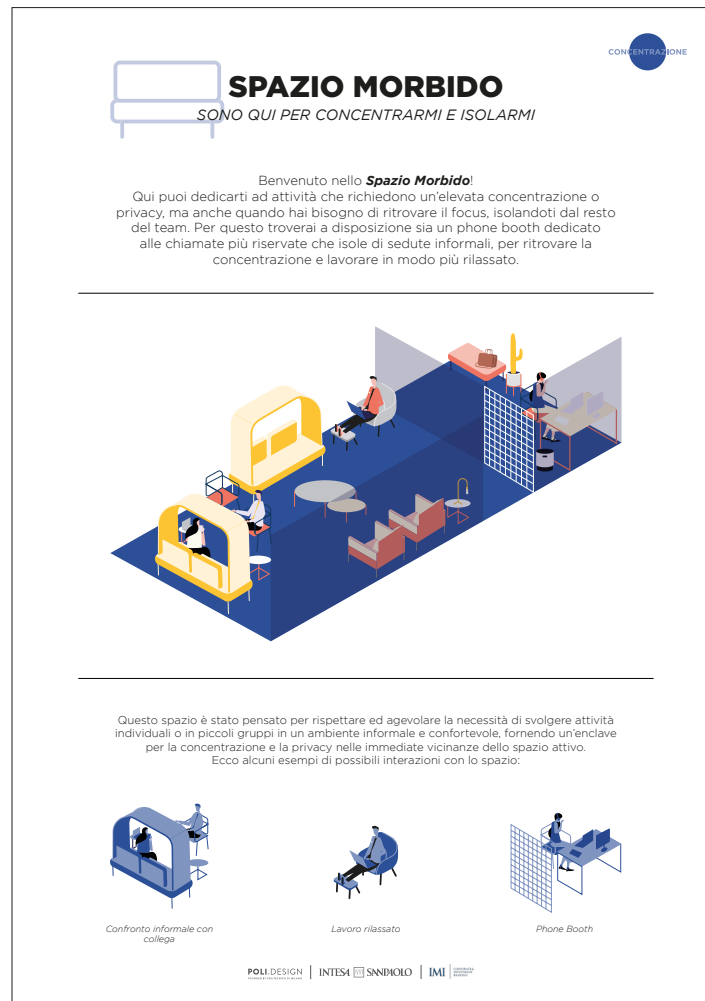 CONCENTRAZIONE
SPAZIO MORBIDO
SONO QUI PER CONCENTRARMI E ISOLARMI
Benvenuto nello Spazio Morbido!
Qui puoi dedicarti ad attività che richiedono un'elevata concentrazione o
privacy, ma anche quando hai bisogno di ritrovare il focus, isolandoti dal resto
del team. Per questo troverai a disposizione sia un phone booth dedicato
alle chiamate più riservate che isole di sedute informali, per ritrovare la
concentrazione e lavorare in modo più rilassato.
Questo spazio è stato pensato per rispettare ed agevolare la necessità di svolgere attività
individuali o in piccoli gruppi in un ambiente informale e confortevole, fornendo un'enclave
per la concentrazione e la privacy nelle immediate vicinanze dello spazio attivo.
Ecco alcuni esempi di possibili interazioni con lo spazio:
Confronto informale con
collega
Lavoro rilassato
Phone Booth
POLI.DESIGN
INTESA SANPAOLO
IMI